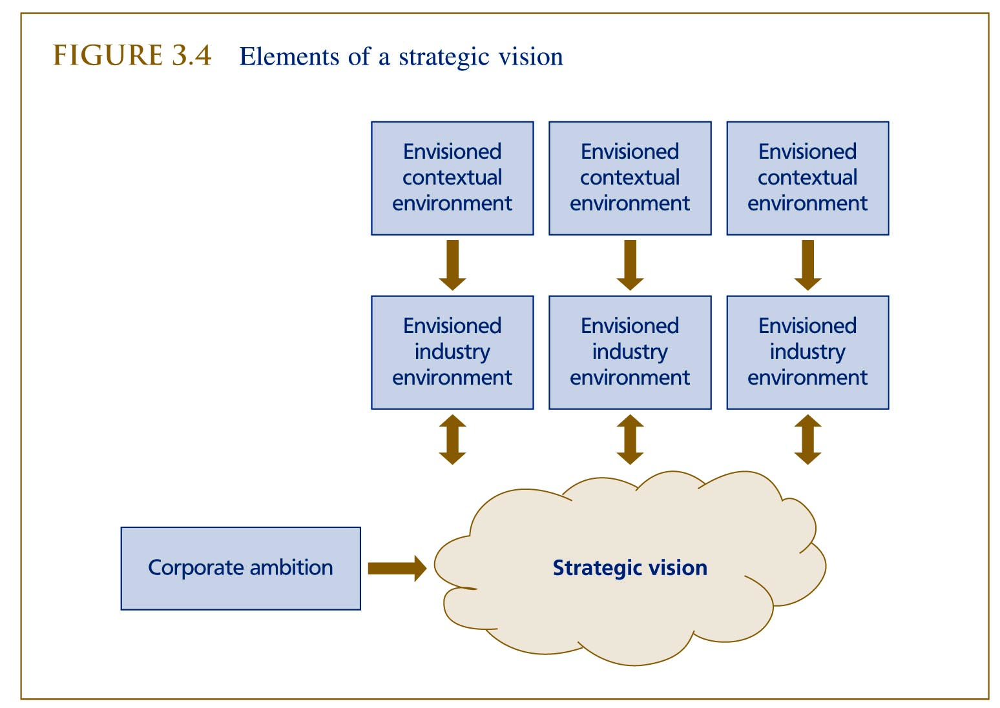 FIGURE 3.4 Elements of a strategic vision
Envisioned
contextual
environment
Envisioned
contextual
environment
Envisioned
contextual
environment
Envisioned
industry
environment
Envisioned
industry
environment
Envisioned
industry
environment
Corporate ambition
Strategic vision